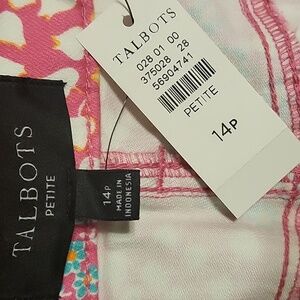 TALBOTS
028 01 00
375028 28
56904741
PETITE
14P
TALBOTS
PETITE
14P
MADE IN
INDONESIA